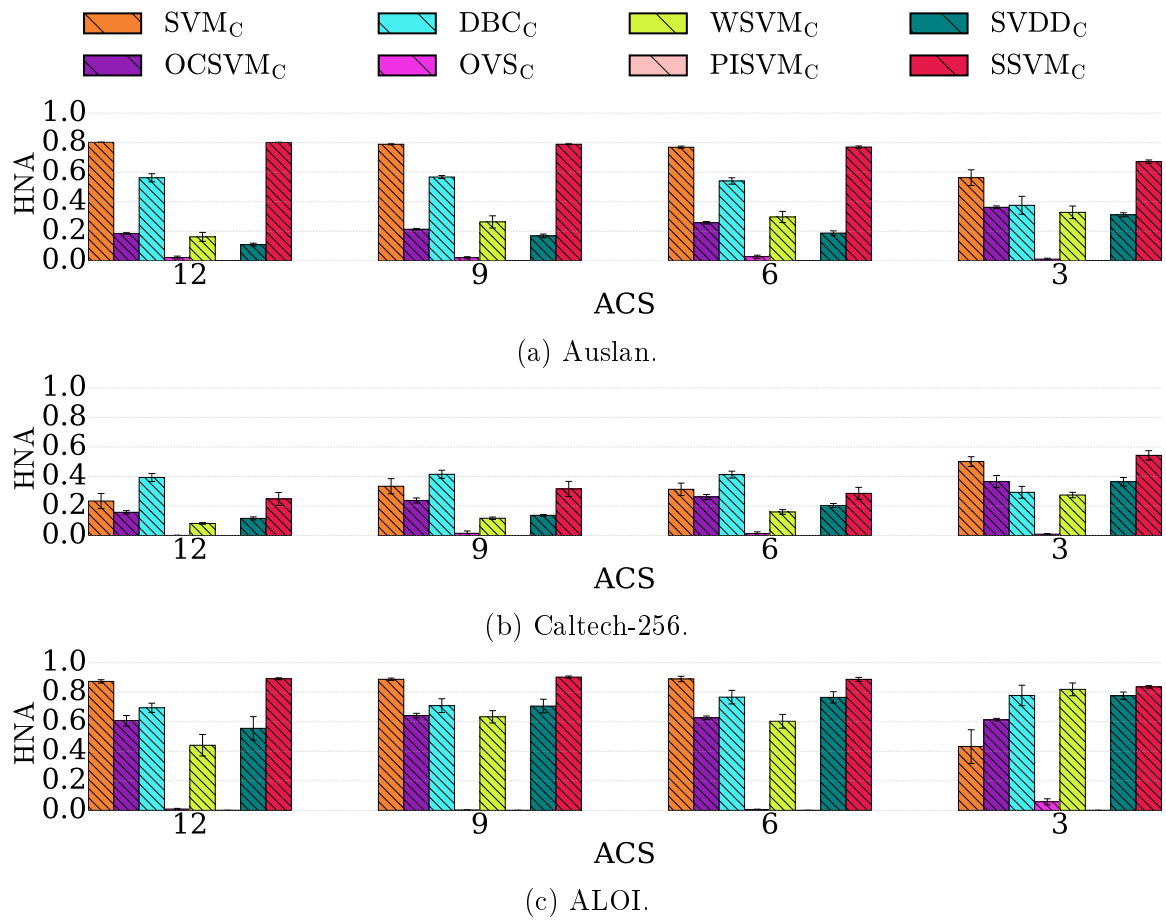 SVM_C DBC_C WSVM_C SVDD_C
OCSVM_C OVS_C PISVM_C SSVM_C
1.0
0.8
0.6
0.4
0.2
0.0
HNA
12 9 6 3
ACS
(a) Auslan.
1.0
0.8
0.6
0.4
0.2
0.0
HNA
12 9 6 3
ACS
(b) Caltech-256.
1.0
0.8
0.6
0.4
0.2
0.0
HNA
12 9 6 3
ACS
(c) ALOI.